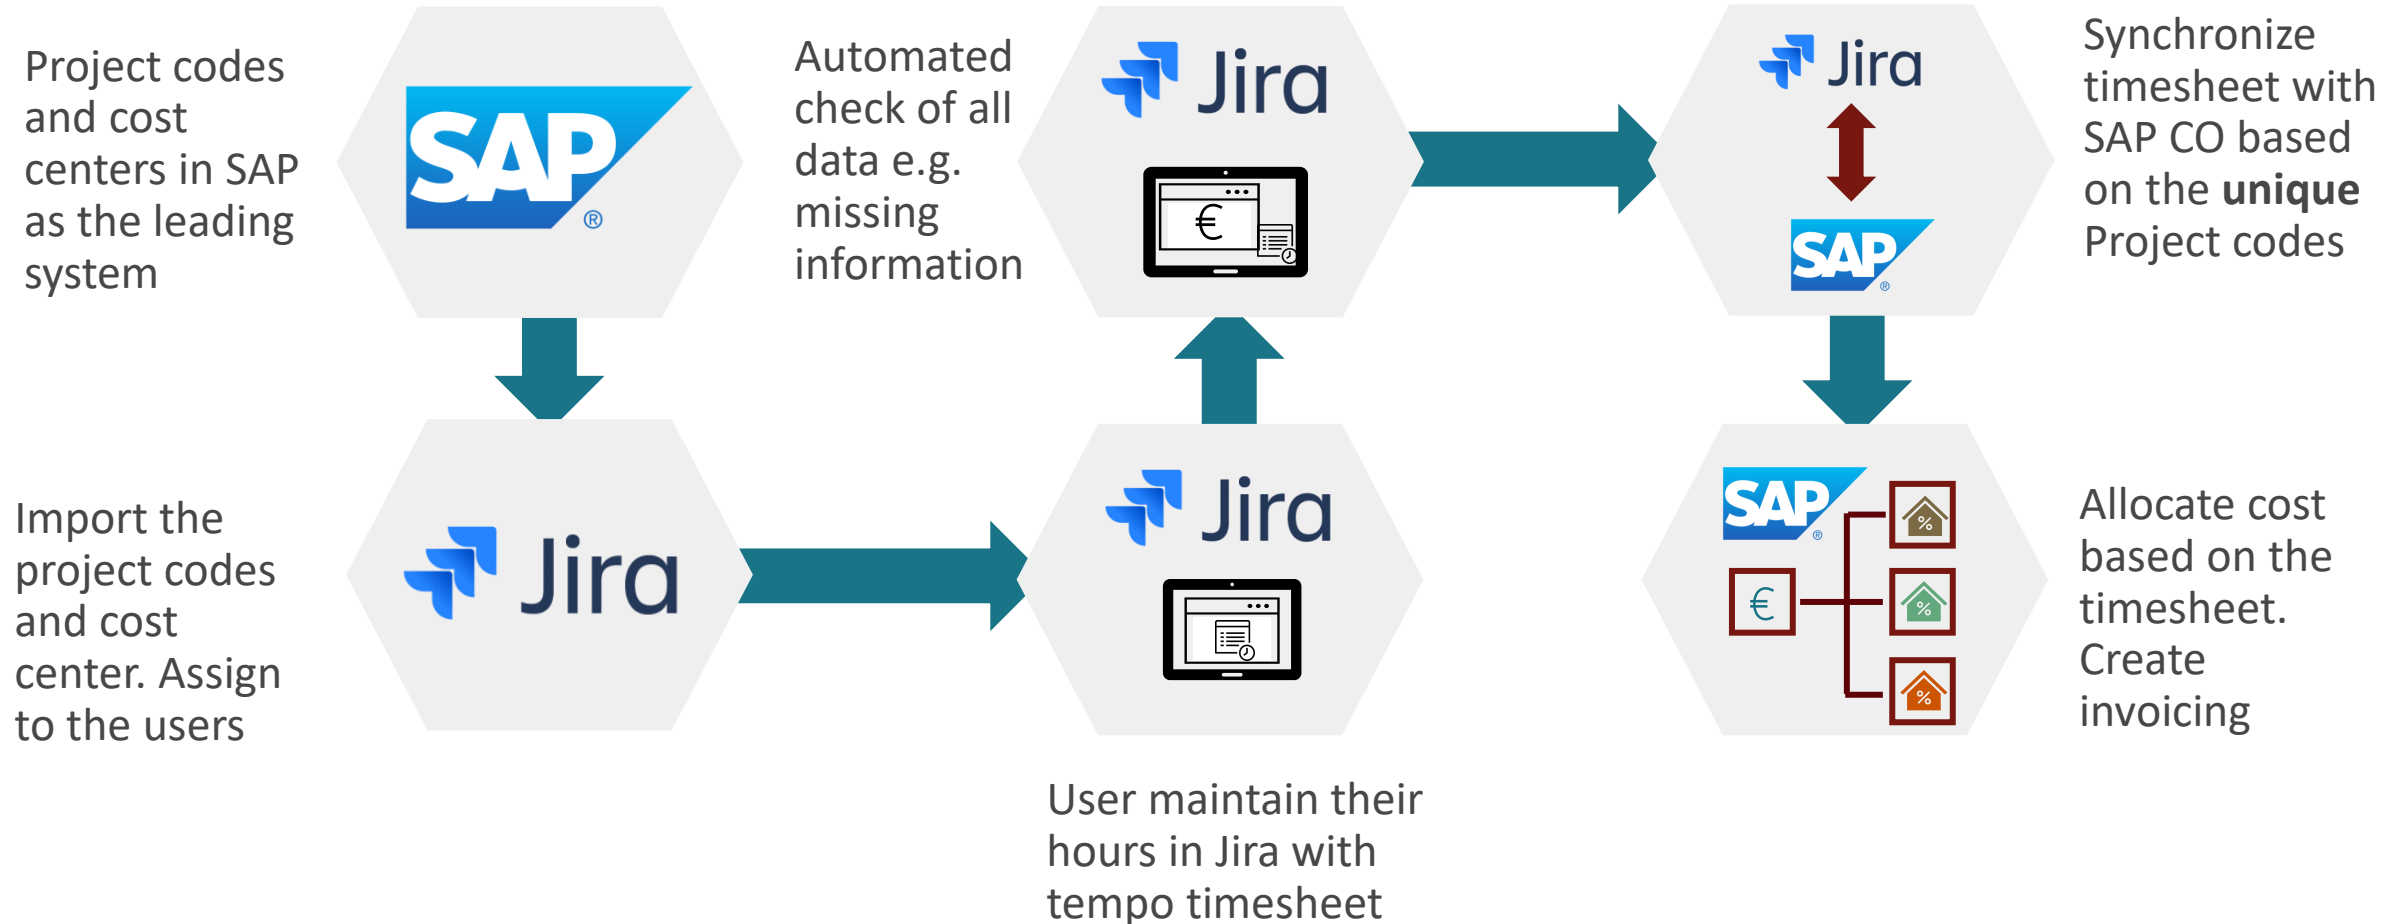 Project codes
and cost
centers in SAP
as the leading
system
SAP
®
Import the
project codes
and cost
center. Assign
to the users
Jira
Automated
check of all
data e.g.
missing
information
Jira
€
Jira
User maintain their
hours in Jira with
tempo timesheet
Jira
SAP
®
Synchronize
timesheet with
SAP CO based
on the unique
Project codes
SAP
®
€
%
%
%
Allocate cost
based on the
timesheet.
Create
invoicing